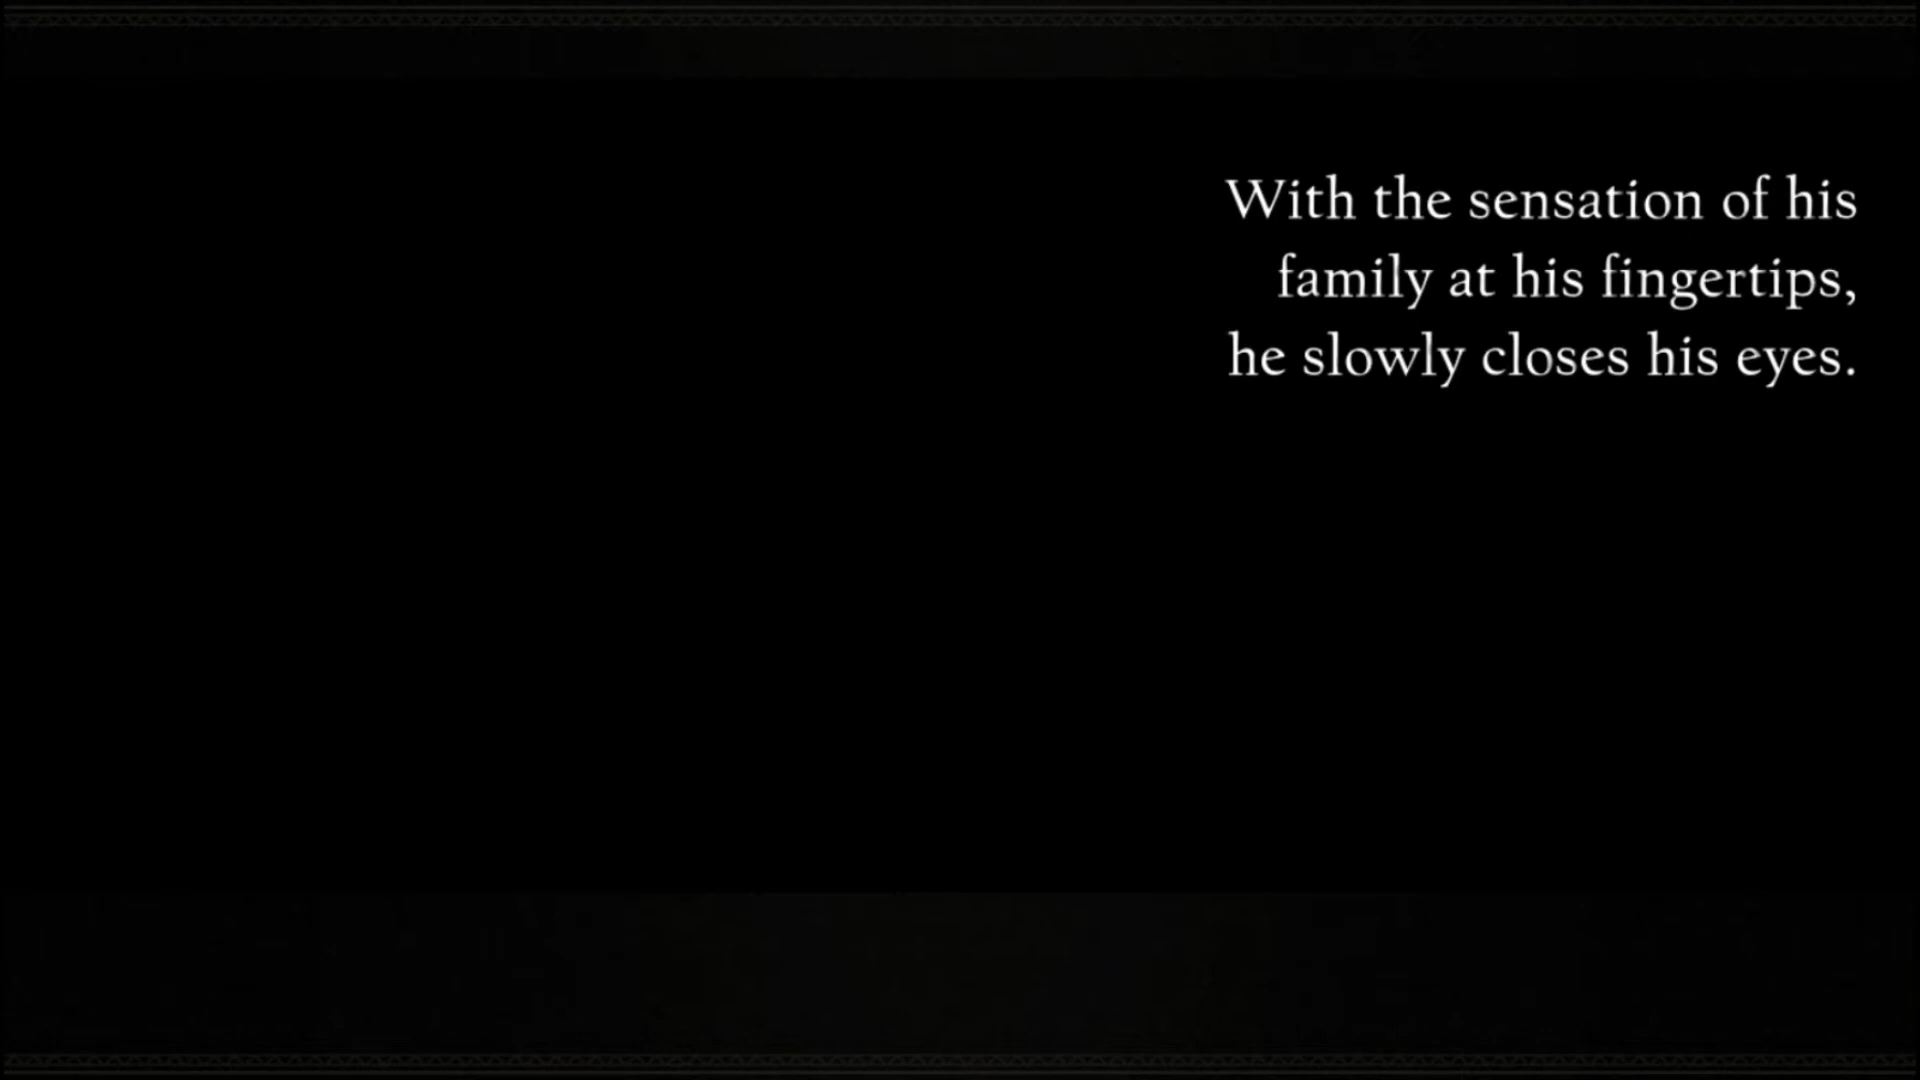 With the sensation of his
family at his fingertips,
he slowly closes his eyes.